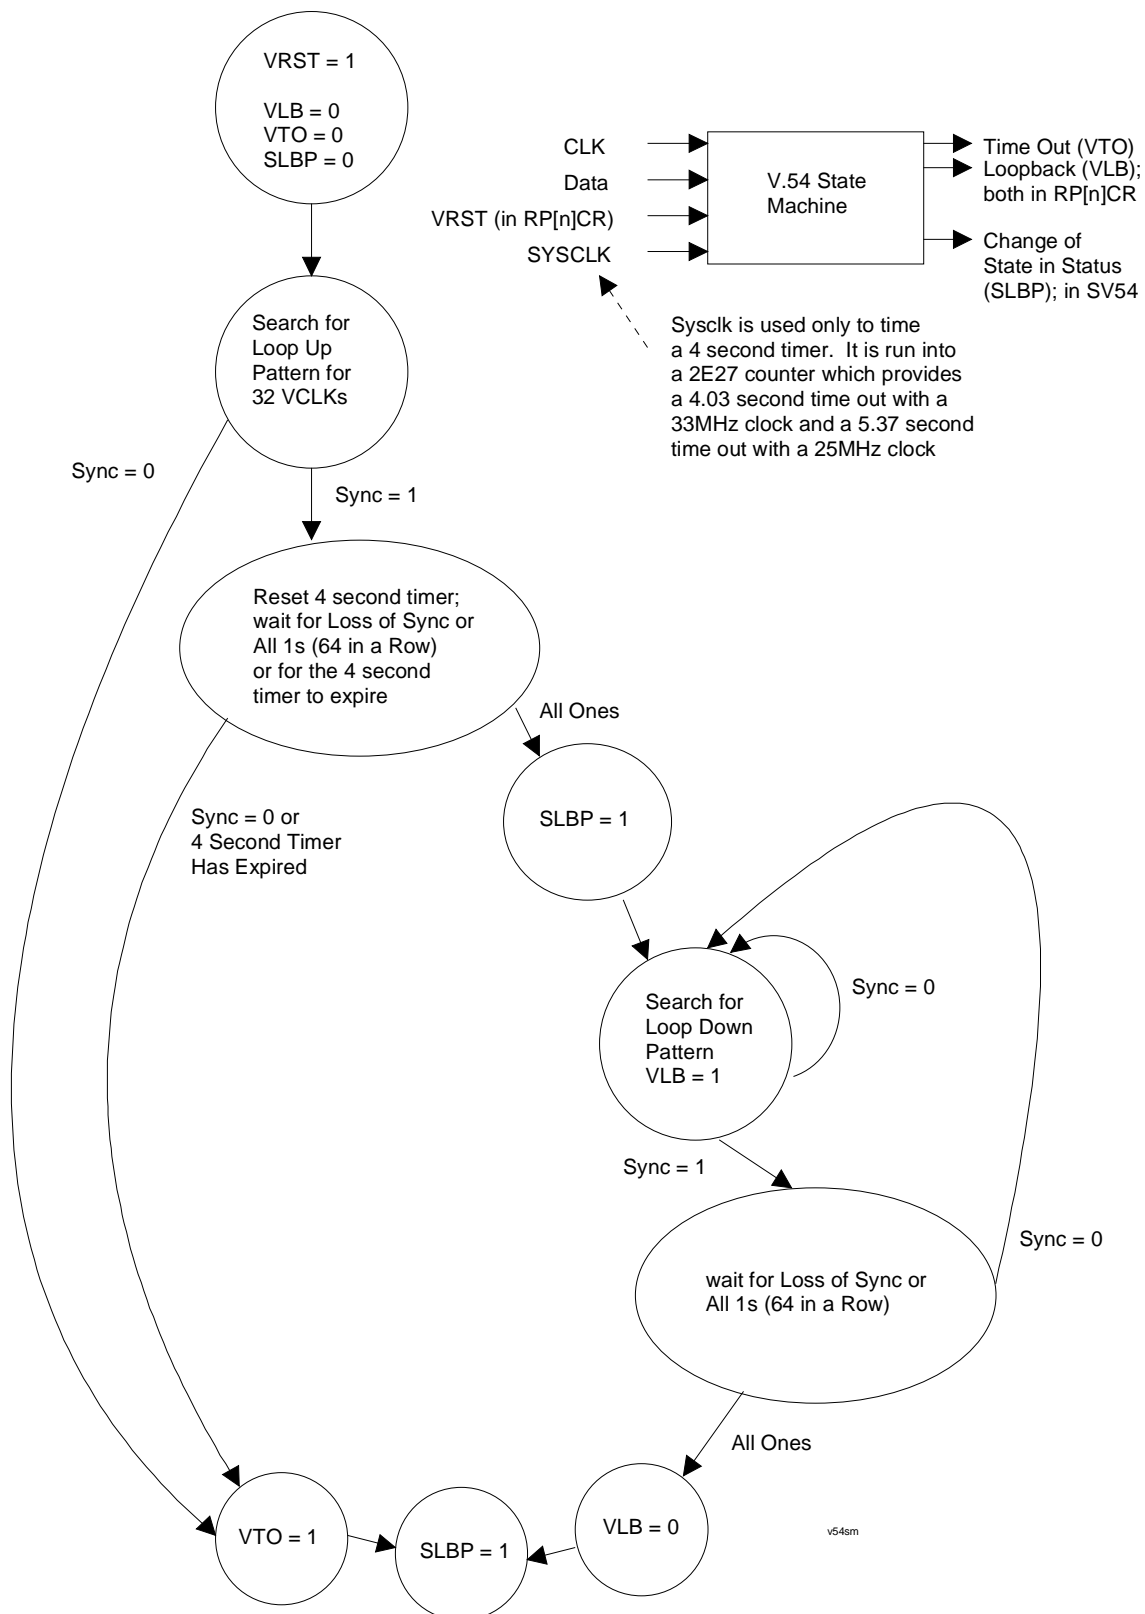 VRST = 1
VLB = 0
VTO = 0
SLBP = 0
CLK
Data
VRST (in RP[n]CR)
SYSCLK
V.54 State
Machine
Time Out (VTO)
Loopback (VLB);
both in RP[n]CR
Change of
State in Status
(SLBP); in SV54
Sysclk is used only to time
a 4 second timer. It is run into
a 2E27 counter which provides
a 4.03 second time out with a
33MHz clock and a 5.37 second
time out with a 25MHz clock
Search for
Loop Up
Pattern for
32 VCLKs
Sync = 0
Sync = 1
Reset 4 second timer;
wait for Loss of Sync or
All 1s (64 in a Row)
or for the 4 second
timer to expire
All Ones
Sync = 0 or
4 Second Timer
Has Expired
SLBP = 1
Search for
Loop Down
Pattern
VLB = 1
Sync = 0
Sync = 1
Sync = 0
wait for Loss of Sync or
All 1s (64 in a Row)
All Ones
VTO = 1
SLBP = 1
VLB = 0
v54sm